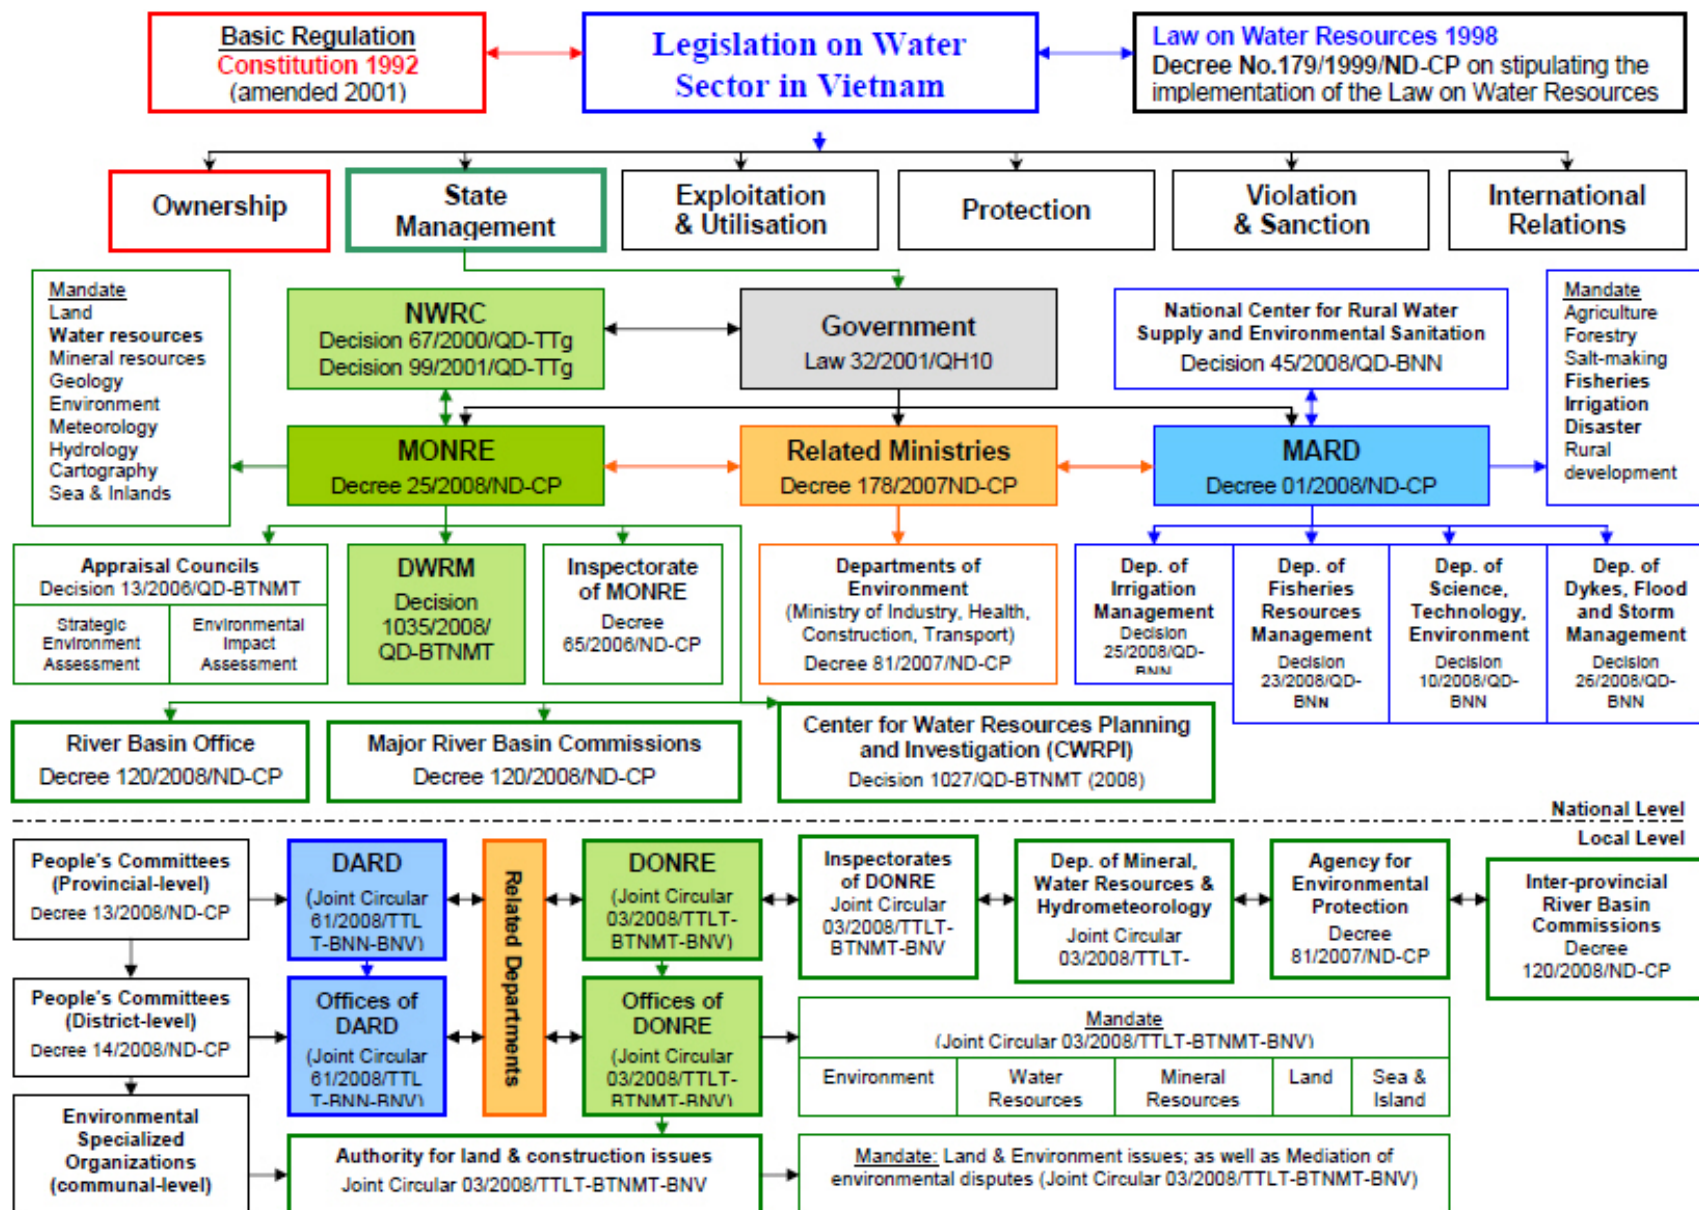 Basic Regulation
Constitution 1992
(amended 2001)
Legislation on Water
Sector in Vietnam
Law on Water Resources 1998
Decree No.179/1999/ND-CP on stipulating the
implementation of the Law on Water Resources
Ownership
State
Management
Exploitation
& Utilisation
Protection
Violation
& Sanction
International
Relations
Mandate
Land
Water resources
Mineral resources
Geology
Environment
Meteorology
Hydrology
Cartography
Sea & Inlands
NWRC
Decision 67/2000/QD-TTg
Decision 99/2001/QD-TTg
Government
Law 32/2001/QH10
National Center for Rural Water
Supply and Environmental Sanitation
Decision 45/2008/QD-BNN
Mandate
Agriculture
Forestry
Salt-making
Fisheries
Irrigation
Disaster
Rural
development
MONRE
Decree 25/2008/ND-CP
Related Ministries
Decree 178/2007ND-CP
MARD
Decree 01/2008/ND-CP
Appraisal Councils
Decision 13/2006/QD-BTNMT
Strategic
Environment
Assessment
Environmental
Impact
Assessment
DWRM
Decision
1035/2008/
QD-BTNMT
Inspectorate
of MONRE
Decree
65/2006/ND-CP
Departments of
Environment
(Ministry of Industry, Health,
Construction, Transport)
Decree 81/2007/ND-CP
Dep. of
Irrigation
Management
Decision
25/2008/QD-
BNN
Dep. of
Fisheries
Resources
Management
Decision
23/2008/QD-
BNN
Dep. of
Science,
Technology,
Environment
Decision
10/2008/QD-
BNN
Dep. of
Dykes, Flood
and Storm
Management
Decision
26/2008/QD-
BNN
River Basin Office
Decree 120/2008/ND-CP
Major River Basin Commissions
Decree 120/2008/ND-CP
Center for Water Resources Planning
and Investigation (CWRPI)
Decision 1027/QD-BTNMT (2008)
National Level
Local Level
People's Committees
(Provincial-level)
Decree 13/2008/ND-CP
DARD
(Joint Circular
61/2008/TTL
T-BNN-BNV)
Related Departments
DONRE
(Joint Circular
03/2008/TTLT-
BTNMT-BNV)
Inspectorates
of DONRE
Joint Circular
03/2008/TTLT-
BTNMT-BNV
Dep. of Mineral,
Water Resources &
Hydrometeorology
Joint Circular
03/2008/TTLT-
Agency for
Environmental
Protection
Decree
81/2007/ND-CP
Inter-provincial
River Basin
Commissions
Decree
120/2008/ND-CP
People's Committees
(District-level)
Decree 14/2008/ND-CP
Offices of
DARD
(Joint Circular
61/2008/TTL
T-BNN-BNV)
Offices of
DONRE
(Joint Circular
03/2008/TTLT-
BTNMT-BNV)
Mandate
(Joint Circular 03/2008/TTLT-BTNMT-BNV)
Environment
Water
Resources
Mineral
Resources
Land
Sea &
Island
Environmental
Specialized
Organizations
(communal-level)
Authority for land & construction issues
Joint Circular 03/2008/TTLT-BTNMT-BNV
Mandate: Land & Environment issues; as well as Mediation of
environmental disputes (Joint Circular 03/2008/TTLT-BTNMT-BNV)